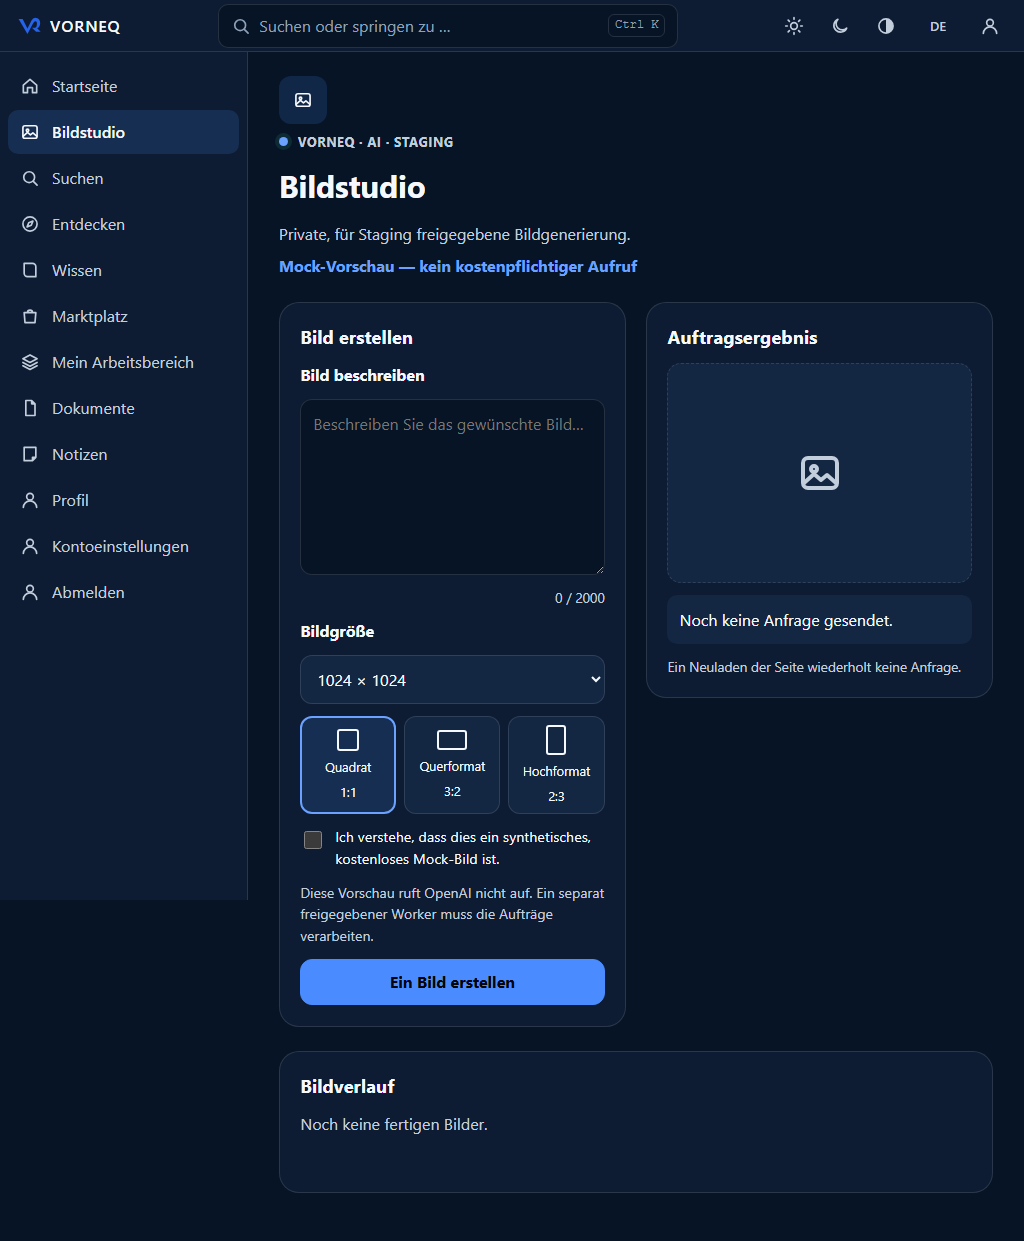 VORNEQ
Suchen oder springen zu ...
Ctrl K
DE
Startseite
Bildstudio
Suchen
Entdecken
Wissen
Marktplatz
Mein Arbeitsbereich
Dokumente
Notizen
Profil
Kontoeinstellungen
Abmelden
VORNEQ · AI · STAGING
Bildstudio
Private, für Staging freigegebene Bildgenerierung.
Mock-Vorschau — kein kostenpflichtiger Aufruf
Bild erstellen
Bild beschreiben
Beschreiben Sie das gewünschte Bild...
0 / 2000
Bildgröße
1024 × 1024
Quadrat
1:1
Querformat
3:2
Hochformat
2:3
Ich verstehe, dass dies ein synthetisches,
kostenloses Mock-Bild ist.
Diese Vorschau ruft OpenAI nicht auf. Ein separat
freigegebener Worker muss die Aufträge
verarbeiten.
Ein Bild erstellen
Auftragsergebnis
Noch keine Anfrage gesendet.
Ein Neuladen der Seite wiederholt keine Anfrage.
Bildverlauf
Noch keine fertigen Bilder.